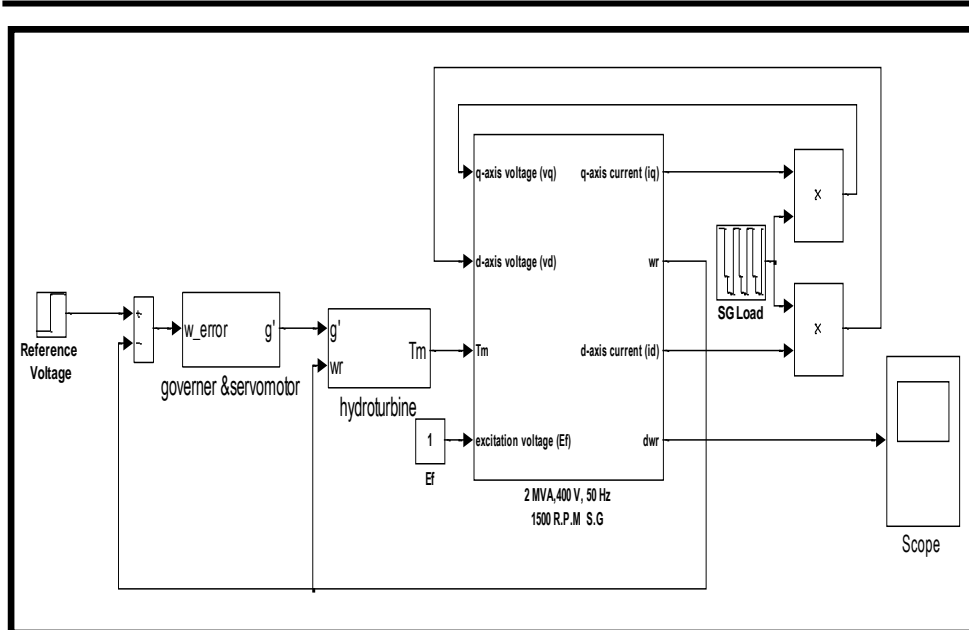 q-axis voltage (vq)
q-axis current (iq)
x
d-axis voltage (vd)
wr
SG Load
Reference
Voltage
+
-
w_error
g'
governer &servomotor
g'
wr
Tm
hydroturbine
Tm
d-axis current (id)
x
1
Ef
excitation voltage (Ef)
dwr
2 MVA,400 V, 50 Hz
1500 R.P.M S.G
Scope